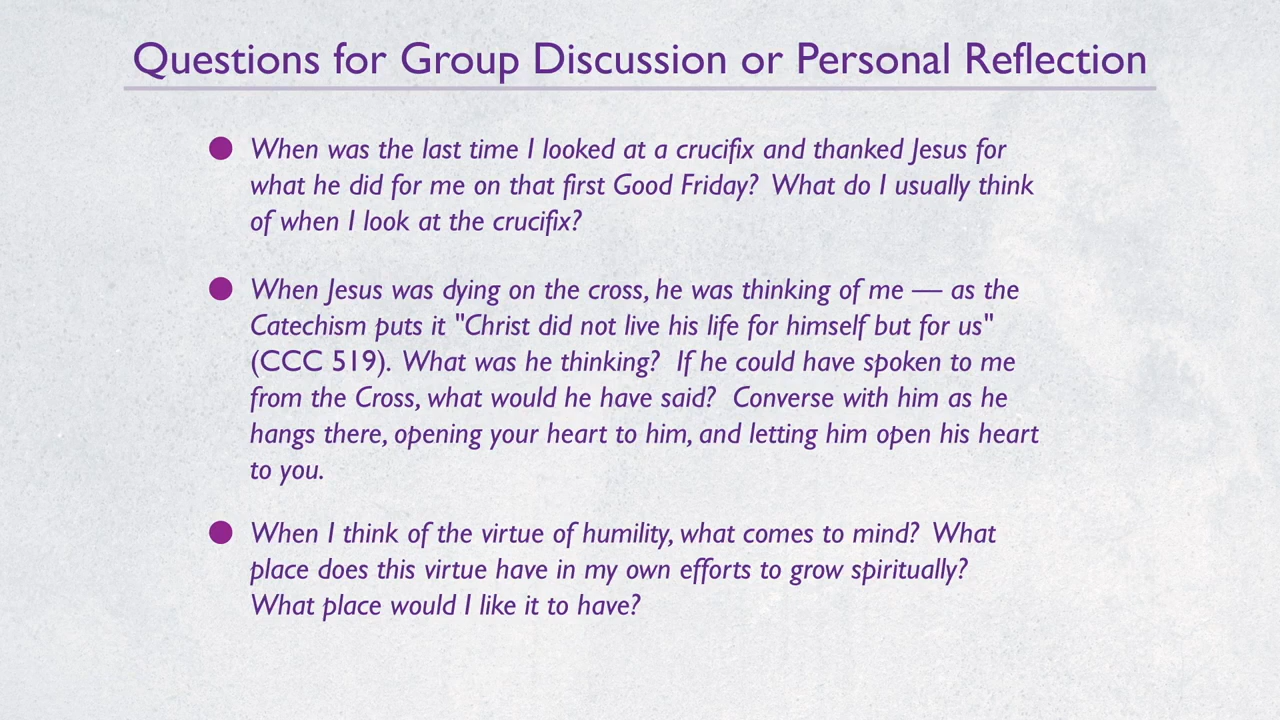 Questions for Group Discussion or Personal Reflection
When was the last time I looked at a crucifix and thanked Jesus for
what he did for me on that first Good Friday? What do I usually think
of when I look at the crucifix?
When Jesus was dying on the cross, he was thinking of me — as the
Catechism puts it "Christ did not live his life for himself but for us"
(CCC 519). What was he thinking? If he could have spoken to me
from the Cross, what would he have said? Converse with him as he
hangs there, opening your heart to him, and letting him open his heart
to you.
When I think of the virtue of humility, what comes to mind? What
place does this virtue have in my own efforts to grow spiritually?
What place would I like it to have?